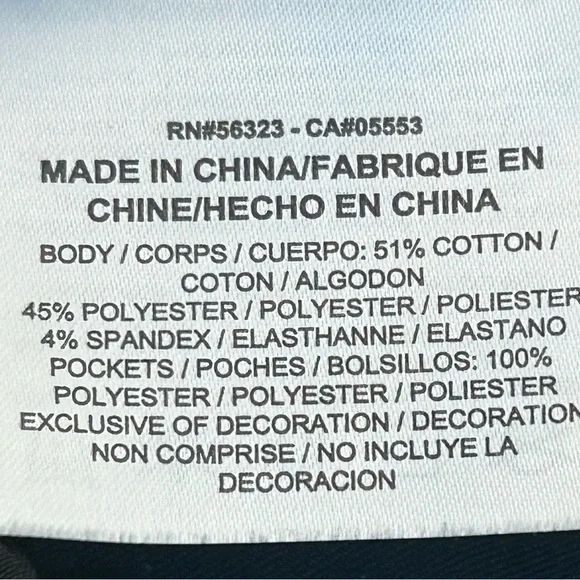 RN#56323 - CA#05553
MADE IN CHINA/FABRIQUE EN
CHINE/HECHO EN CHINA
BODY / CORPS / CUERPO: 51% COTTON /
COTON / ALGODON
45% POLYESTER / POLYESTER / POLIESTER
4% SPANDEX / ELASTHANNE / ELASTANO
POCKETS / POCHES / BOLSILLOS: 100%
POLYESTER / POLYESTER / POLIESTER
EXCLUSIVE OF DECORATION / DECORATION
NON COMPRISE / NO INCLUYE LA
DECORACION